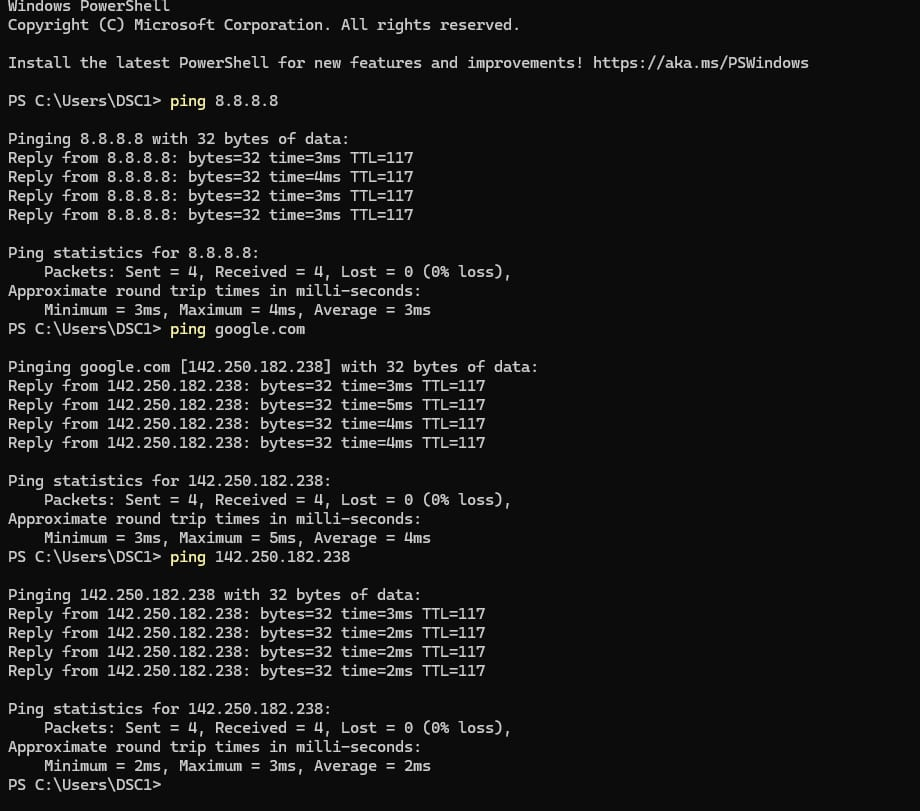 Windows PowerShell
Copyright (C) Microsoft Corporation. All rights reserved.
Install the latest PowerShell for new features and improvements! https://aka.ms/PSWindows
PS C:\Users\DSC1> ping 8.8.8.8
Pinging 8.8.8.8 with 32 bytes of data:
Reply from 8.8.8.8: bytes=32 time=3ms TTL=117
Reply from 8.8.8.8: bytes=32 time=4ms TTL=117
Reply from 8.8.8.8: bytes=32 time=3ms TTL=117
Reply from 8.8.8.8: bytes=32 time=3ms TTL=117
Ping statistics for 8.8.8.8:
    Packets: Sent = 4, Received = 4, Lost = 0 (0% loss),
Approximate round trip times in milli-seconds:
    Minimum = 3ms, Maximum = 4ms, Average = 3ms
PS C:\Users\DSC1> ping google.com
Pinging google.com [142.250.182.238] with 32 bytes of data:
Reply from 142.250.182.238: bytes=32 time=3ms TTL=117
Reply from 142.250.182.238: bytes=32 time=5ms TTL=117
Reply from 142.250.182.238: bytes=32 time=4ms TTL=117
Reply from 142.250.182.238: bytes=32 time=4ms TTL=117
Ping statistics for 142.250.182.238:
    Packets: Sent = 4, Received = 4, Lost = 0 (0% loss),
Approximate round trip times in milli-seconds:
    Minimum = 3ms, Maximum = 5ms, Average = 4ms
PS C:\Users\DSC1> ping 142.250.182.238
Pinging 142.250.182.238 with 32 bytes of data:
Reply from 142.250.182.238: bytes=32 time=3ms TTL=117
Reply from 142.250.182.238: bytes=32 time=2ms TTL=117
Reply from 142.250.182.238: bytes=32 time=2ms TTL=117
Reply from 142.250.182.238: bytes=32 time=2ms TTL=117
Ping statistics for 142.250.182.238:
    Packets: Sent = 4, Received = 4, Lost = 0 (0% loss),
Approximate round trip times in milli-seconds:
    Minimum = 2ms, Maximum = 3ms, Average = 2ms
PS C:\Users\DSC1>